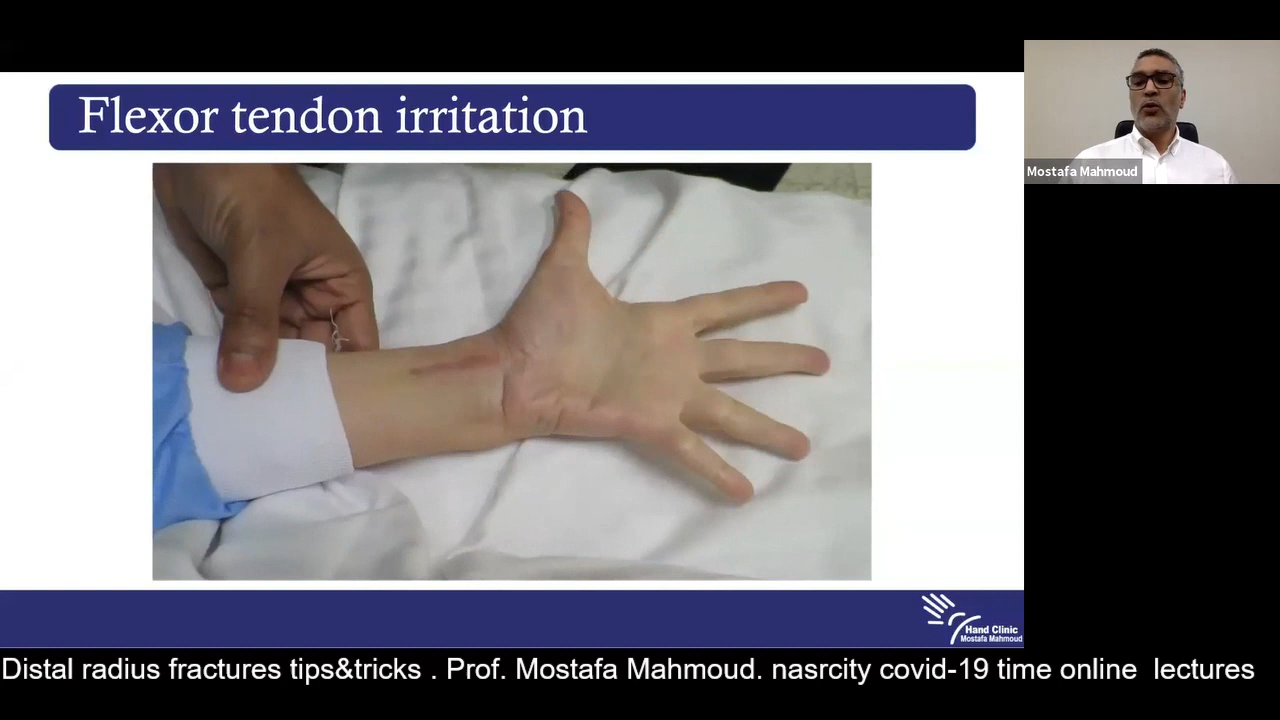 Flexor tendon irritation
Mostafa Mahmoud
Hand Clinic
Mostafa Mahmoud
Distal radius fractures tips&tricks . Prof. Mostafa Mahmoud. nasrcity covid-19 time online lectures